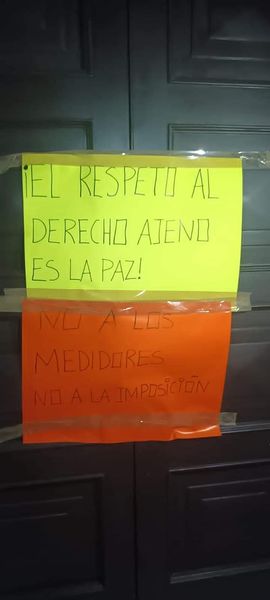 ¡EL RESPETO AL
DERECHO AJENO
ES LA PAZ!
NO A LOS
MEDIDORES
NO A LA IMPOSICIÓN